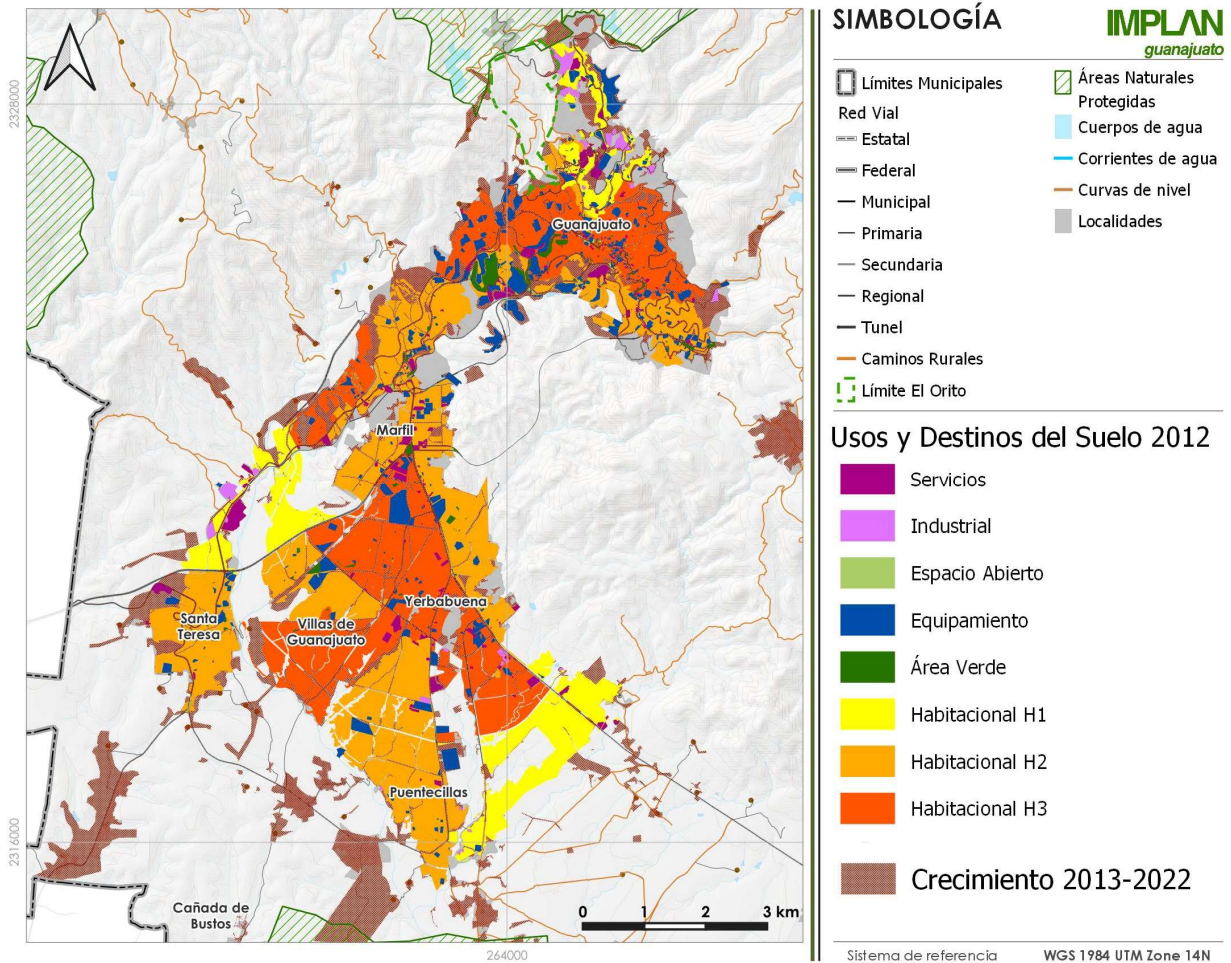 2328000
2316000
264000
Guanajuato
Marfil
Yerbabuena
Santa
Teresa
Villas de
Guanajuato
Puentecillas
Cañada de
Bustos
0 1 2 3 km
SIMBOLOGÍA
IMPLAN
guanajuato
Límites Municipales
Red Vial
Estatal
Federal
Municipal
Primaria
Secundaria
Regional
Tunel
Caminos Rurales
Límite El Orito
Áreas Naturales
Protegidas
Cuerpos de agua
Corrientes de agua
Curvas de nivel
Localidades
Usos y Destinos del Suelo 2012
Servicios
Industrial
Espacio Abierto
Equipamiento
Área Verde
Habitacional H1
Habitacional H2
Habitacional H3
Crecimiento 2013-2022
Sistema de referencia WGS 1984 UTM Zone 14N